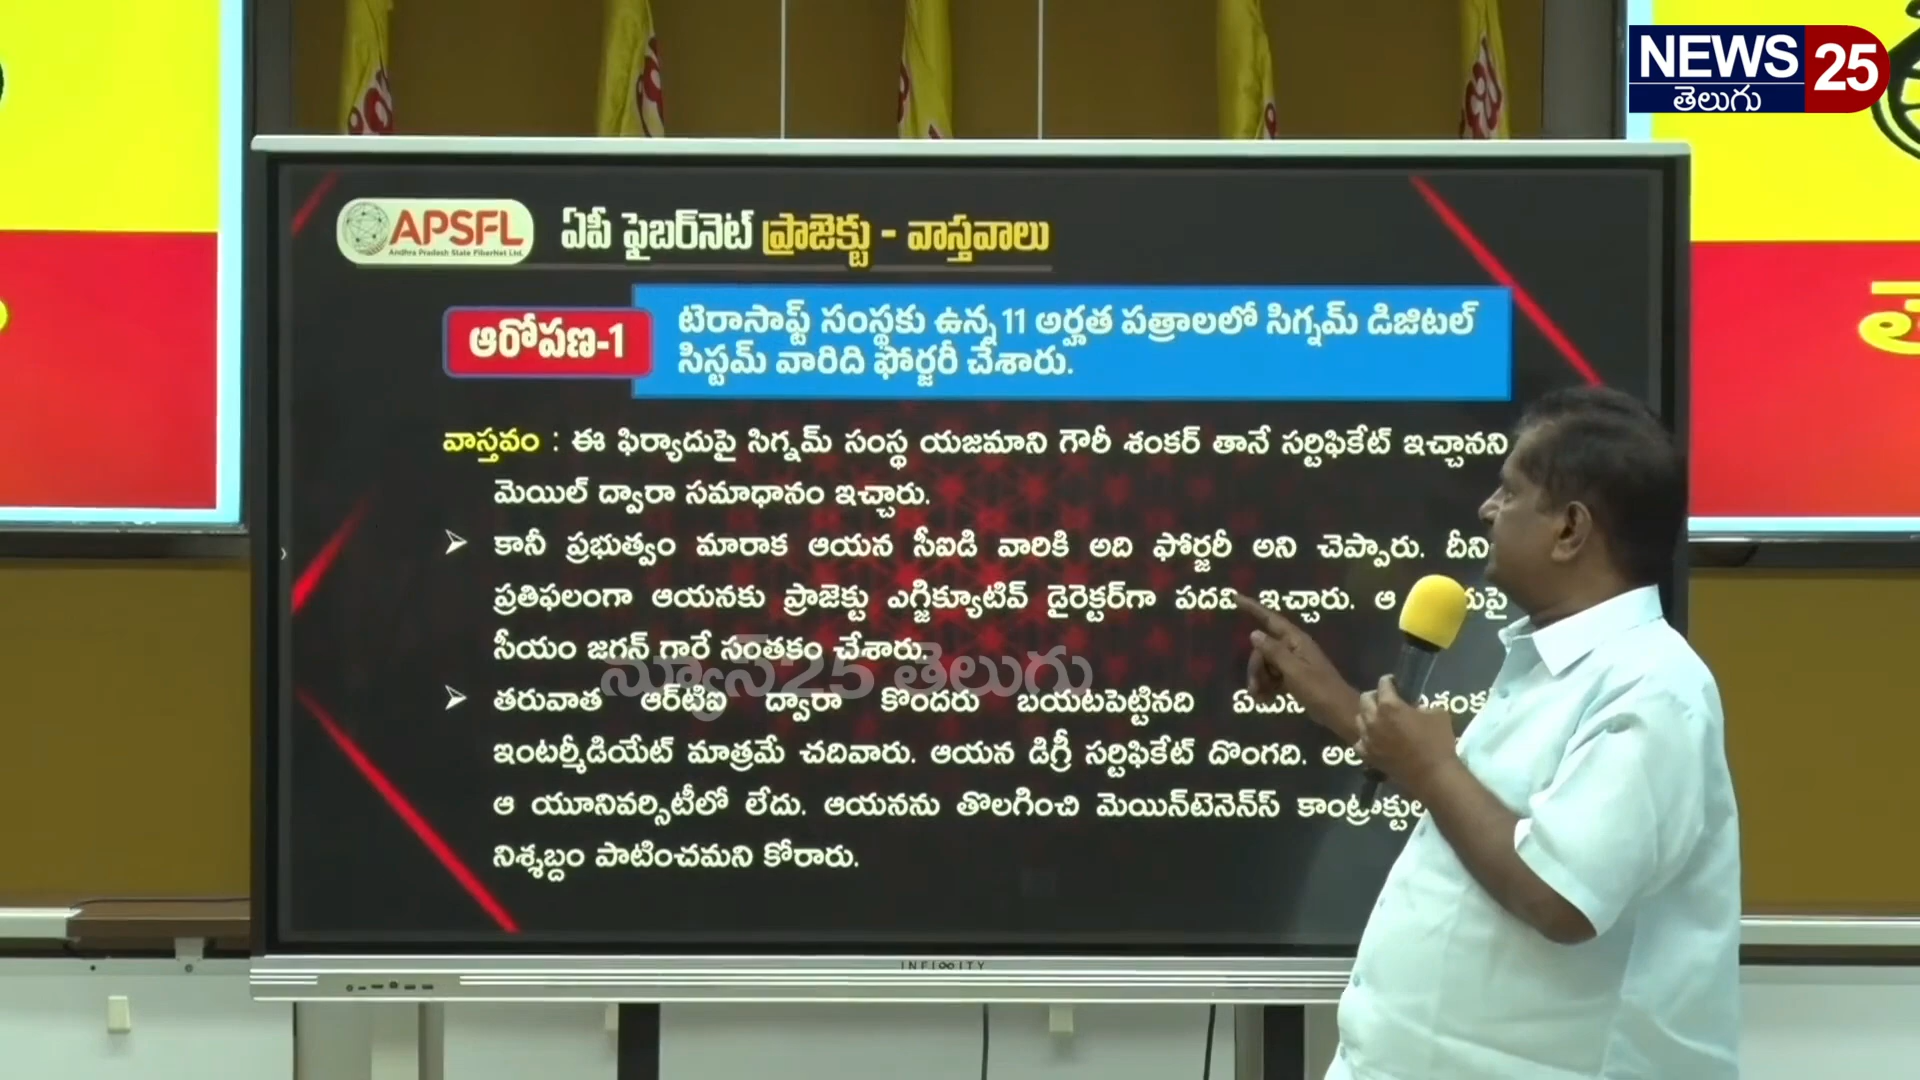 NEWS 25
తెలుగు
APSFL
Andhra Pradesh State FiberNet Ltd.
ఏపీ ఫైబర్‌నెట్ ప్రాజెక్టు - వాస్తవాలు
ఆరోపణ-1
టెరాసాఫ్ట్ సంస్థకు ఉన్న 11 అర్హత పత్రాలలో సిగ్నమ్ డిజిటల్
సిస్టమ్ వారిది ఫోర్జరీ చేశారు.
వాస్తవం : ఈ ఫిర్యాదుపై సిగ్నమ్ సంస్థ యజమాని గౌరీ శంకర్ తానే సర్టిఫికేట్ ఇచ్చానని
మెయిల్ ద్వారా సమాధానం ఇచ్చారు.
➢ కానీ ప్రభుత్వం మారాక ఆయన సీఐడి వారికి అది ఫోర్జరీ అని చెప్పారు.
ప్రతిఫలంగా ఆయనకు ప్రాజెక్టు ఎగ్జిక్యూటివ్ డైరెక్టర్‌గా పదవి ఇచ్చారు. ఆ
సీయం జగన్ గారే సంతకం చేశారు.
న్యూస్25 తెలుగు
➢ తరువాత ఆర్‌టిఐ ద్వారా కొందరు బయటపెట్టినది
ఇంటర్మీడియేట్ మాత్రమే చదివారు. ఆయన డిగ్రీ సర్టిఫికేట్ దొంగది.
ఆ యూనివర్సిటీలో లేదు. ఆయనను తొలగించి మెయిన్‌టెనెన్స్
నిశ్శబ్దం పాటించమని కోరారు.
INFINITY